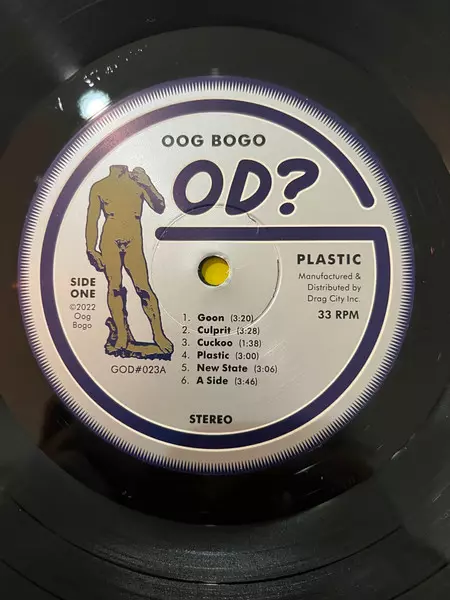 OOG BOGO
OD?
PLASTIC
Manufactured &
Distributed by
Drag City Inc.
33 RPM
SIDE
ONE
©2022
Oog
Bogo
GOD#023A
1. Goon (3:20)
2. Culprit (3:28)
3. Cuckoo (1:38)
4. Plastic (3:00)
5. New State (3:06)
6. A Side (3:46)
STEREO